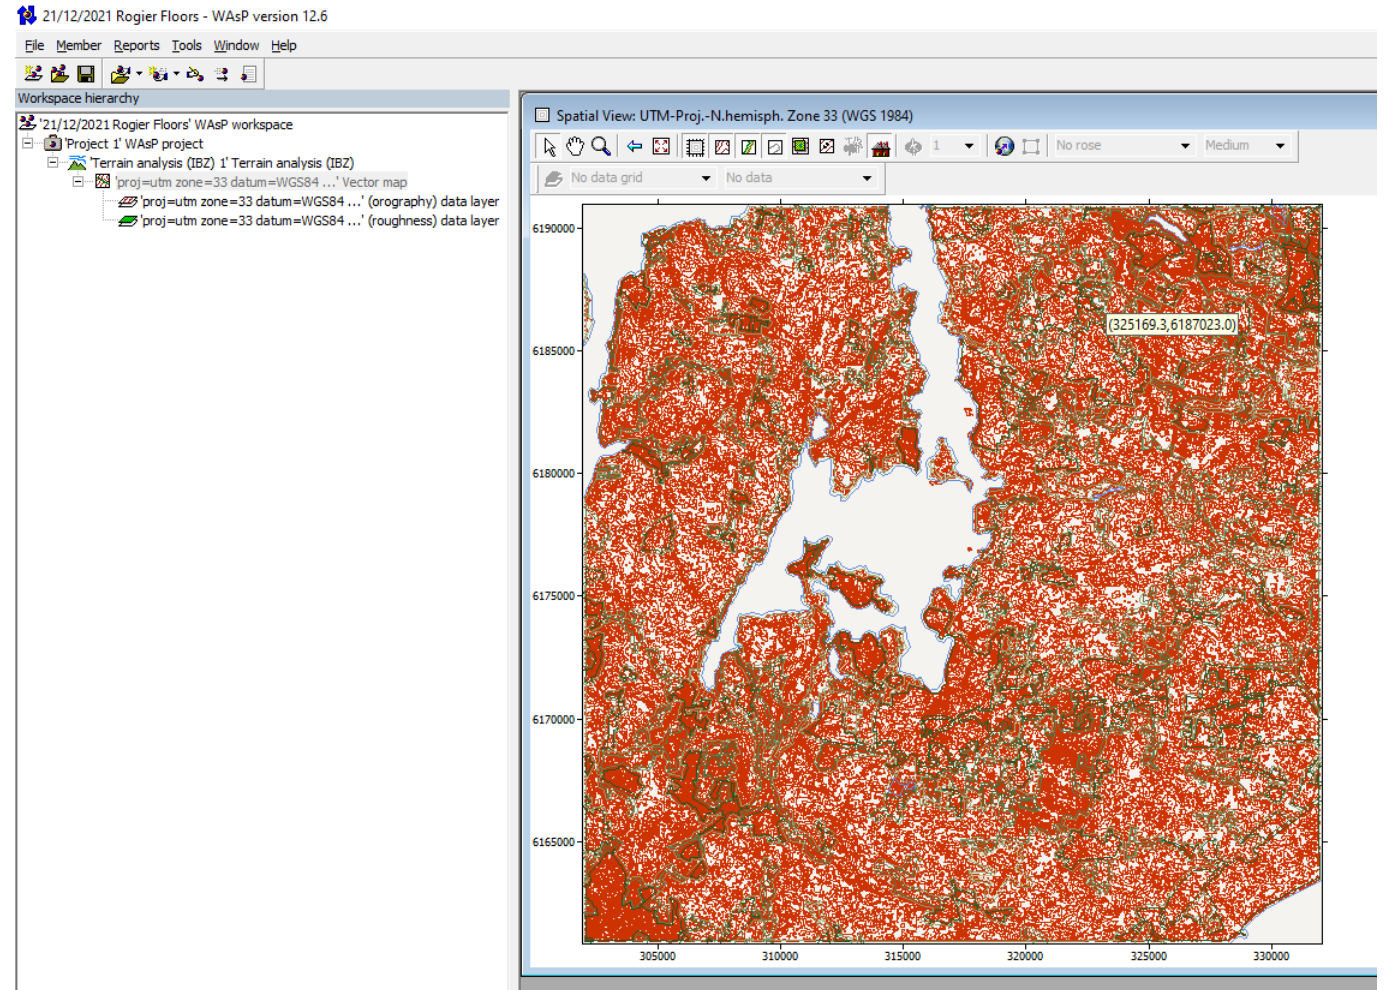 21/12/2021 Rogier Floors - WAsP version 12.6
File Member Reports Tools Window Help
Workspace hierarchy
'21/12/2021 Rogier Floors' WAsP workspace
'Project 1' WAsP project
'Terrain analysis (IBZ) 1' Terrain analysis (IBZ)
'proj=utm zone=33 datum=WGS84 ...' Vector map
'proj=utm zone=33 datum=WGS84 ...' (orography) data layer
'proj=utm zone=33 datum=WGS84 ...' (roughness) data layer
Spatial View: UTM-Proj.-N.hemisph. Zone 33 (WGS 1984)
1 No rose Medium
No data grid No data
6190000
(325169.3,6187023.0)
6185000
6180000
6175000
6170000
6165000
305000 310000 315000 320000 325000 330000